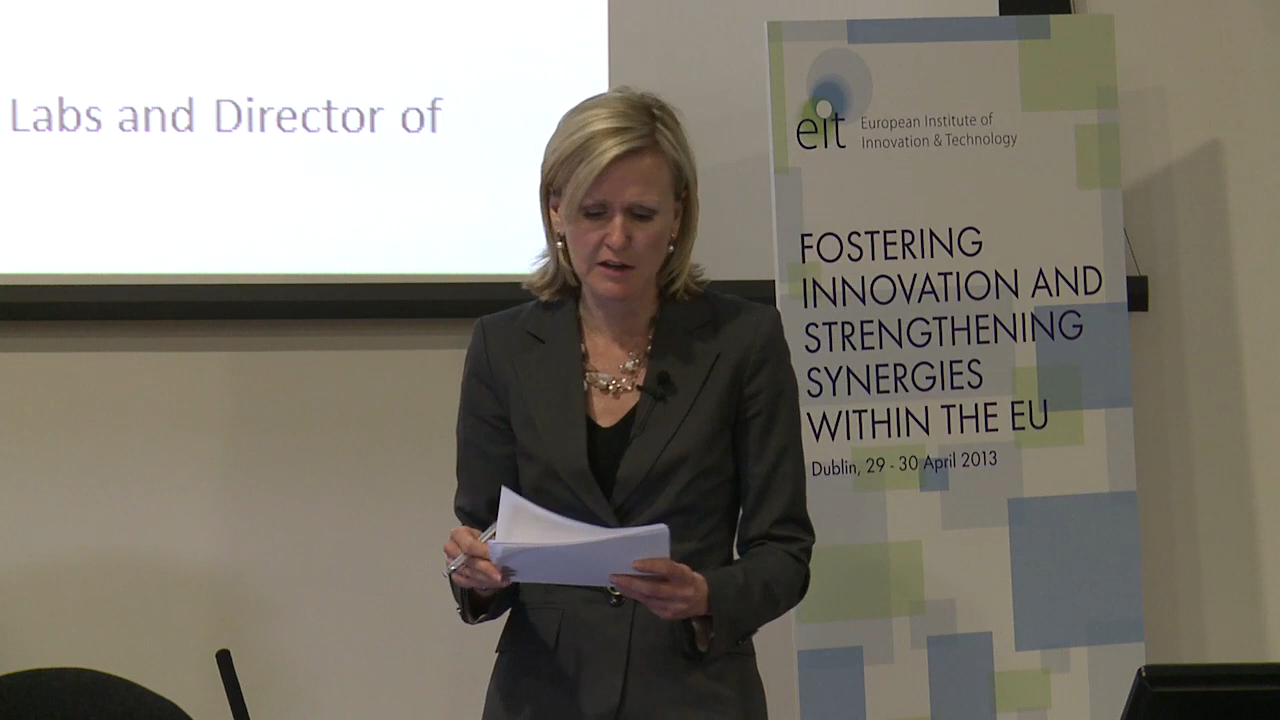 Labs and Director of
eit
European Institute of
Innovation & Technology
FOSTERING
INNOVATION AND
STRENGTHENING
SYNERGIES
WITHIN THE EU
Dublin, 29 - 30 April 2013